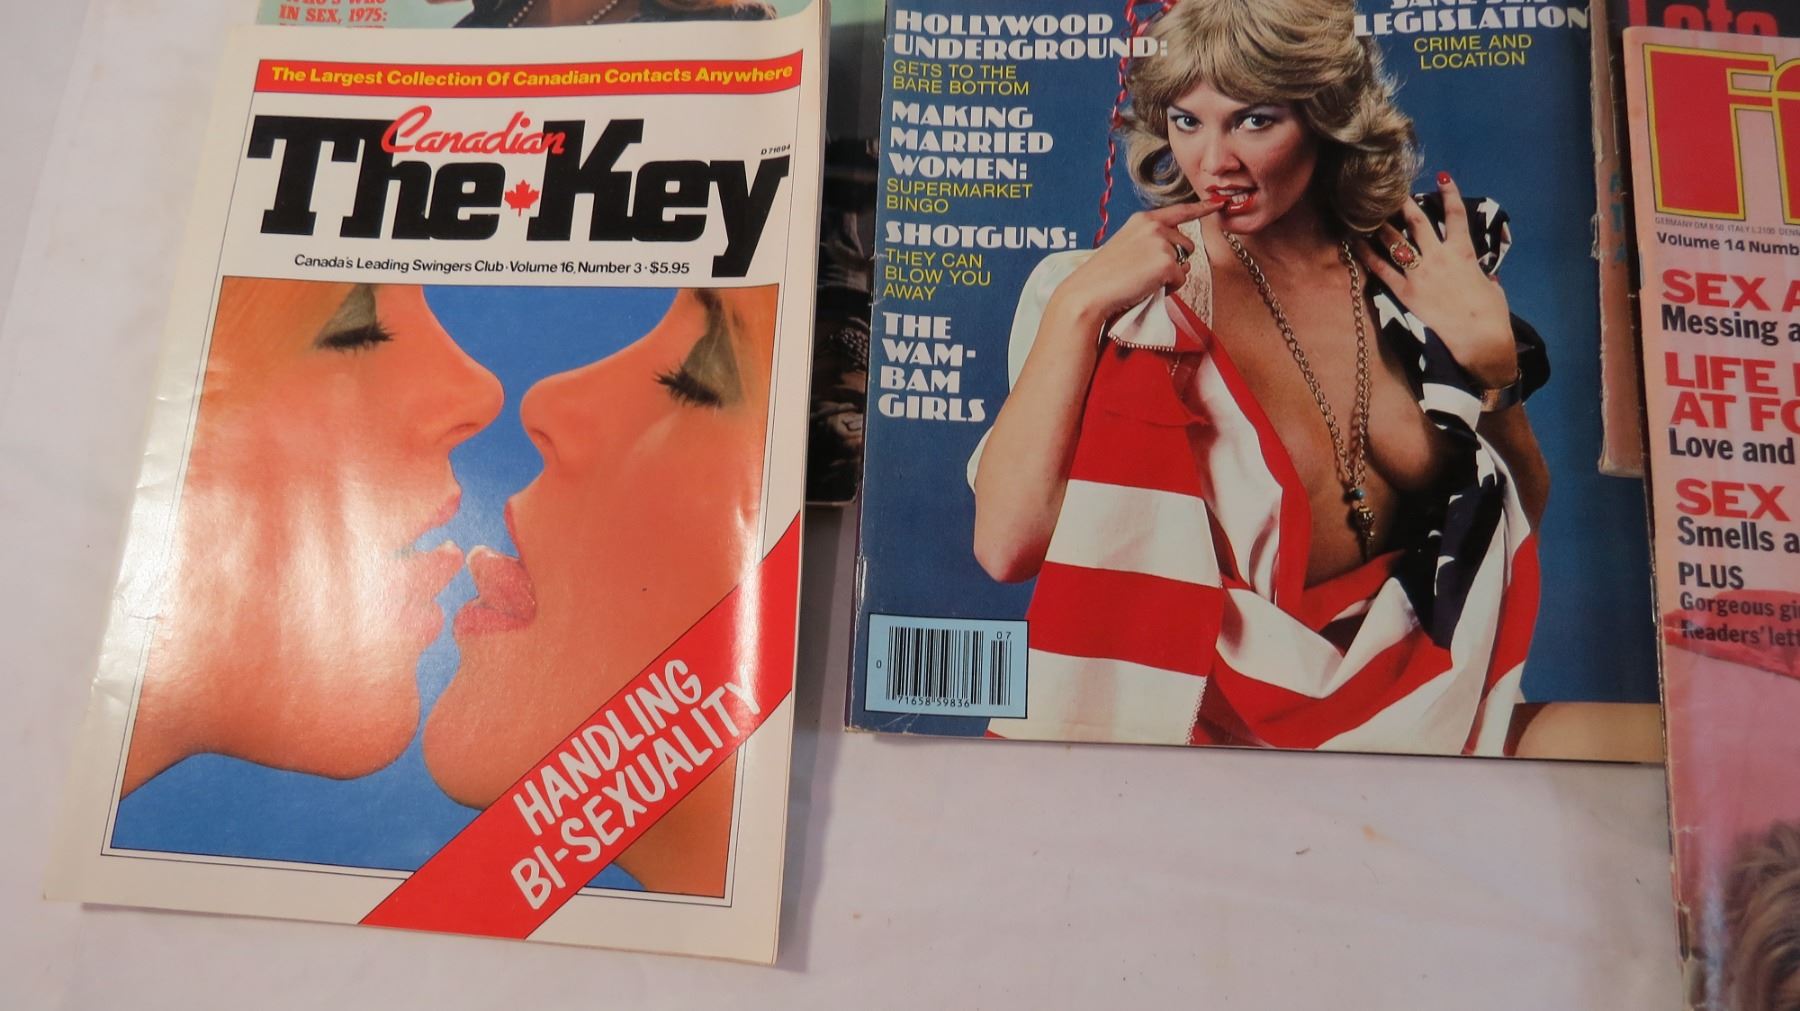 IN SEX, 1975:
The Largest Collection Of Canadian Contacts Anywhere
Canadian
The Key
D 71694
Canada's Leading Swingers Club · Volume 16, Number 3 · $5.95
HANDLING
BI-SEXUALITY
HOLLYWOOD
UNDERGROUND:
GETS TO THE
BARE BOTTOM
MAKING
MARRIED
WOMEN:
SUPERMARKET
BINGO
SHOTGUNS:
THEY CAN
BLOW YOU
AWAY
THE
WAM-
BAM
GIRLS
LEGISLATION
CRIME AND
LOCATION
07
0
71658 59836
Volume 14
SEX
Messing
LIFE
AT
Love and
SEX
Smells
PLUS
Gorgeous
Readers'